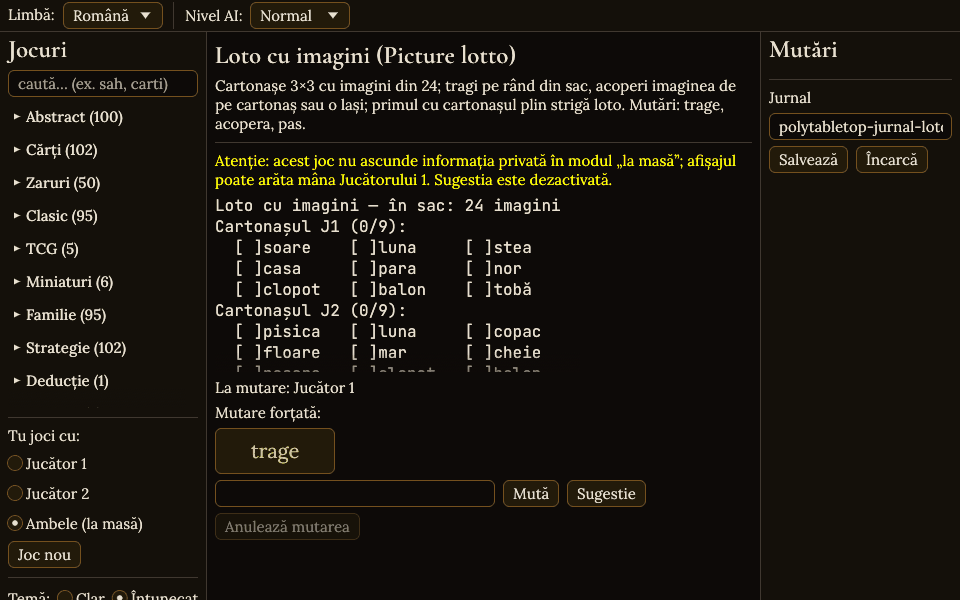 Limbă: Română ▼ Nivel AI: Normal ▼
Jocuri
caută... (ex. sah, carti)
▸ Abstract (100)
▸ Cărți (102)
▸ Zaruri (50)
▸ Clasic (95)
▸ TCG (5)
▸ Miniaturi (6)
▸ Familie (95)
▸ Strategie (102)
▸ Deducție (1)
Tu joci cu:
Jucător 1
Jucător 2
Ambele (la masă)
Joc nou
Temă: Clar Întunecat
Loto cu imagini (Picture lotto)
Cartonașe 3×3 cu imagini din 24; tragi pe rând din sac, acoperi imaginea de
pe cartonaș sau o lași; primul cu cartonașul plin strigă loto. Mutări: trage,
acopera, pas.
Atenție: acest joc nu ascunde informația privată în modul „la masă”; afișajul
poate arăta mâna Jucătorului 1. Sugestia este dezactivată.
Loto cu imagini — în sac: 24 imagini
Cartonașul J1 (0/9):
[ ]soare [ ]luna [ ]stea
[ ]casa [ ]para [ ]nor
[ ]clopot [ ]balon [ ]tobă
Cartonașul J2 (0/9):
[ ]pisica [ ]luna [ ]copac
[ ]floare [ ]mar [ ]cheie
La mutare: Jucător 1
Mutare forțată:
trage
Mută Sugestie
Anulează mutarea
Mutări
Jurnal
polytabletop-jurnal-lot
Salvează Încarcă